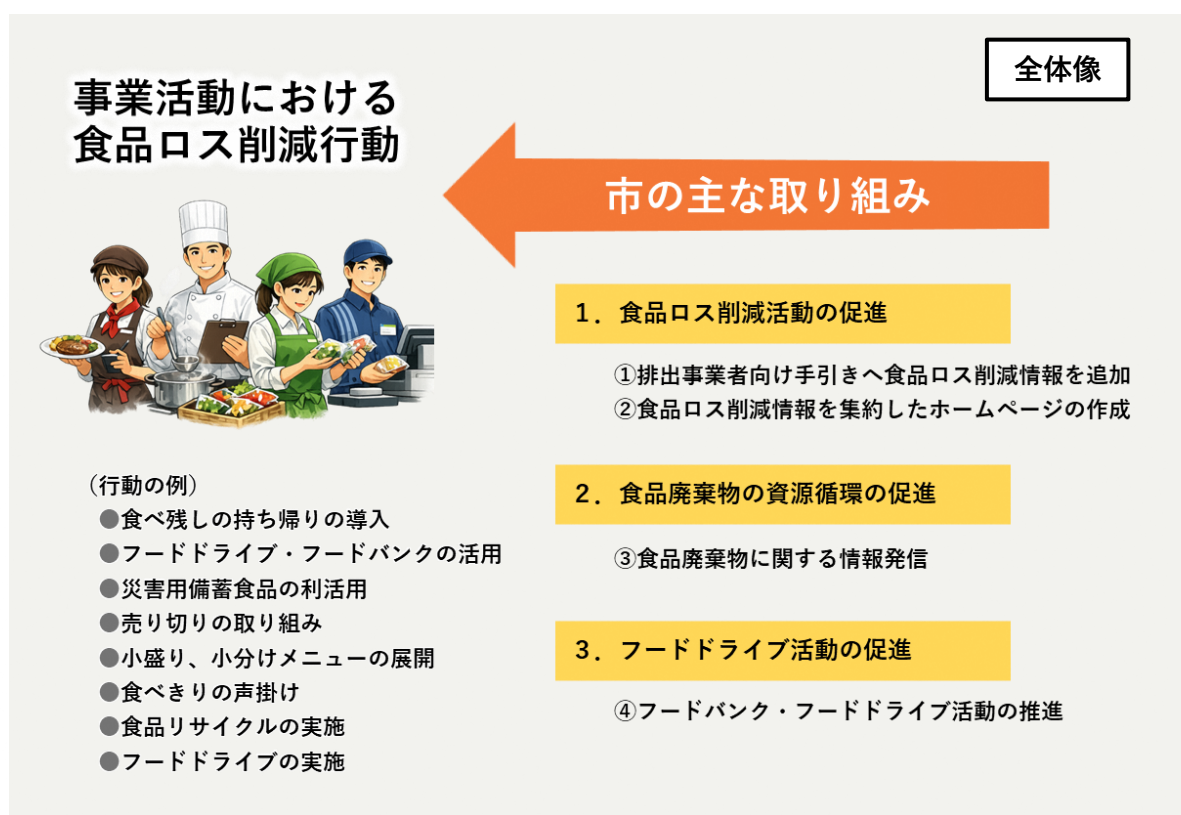 全体像
事業活動における
食品ロス削減行動
市の主な取り組み
（行動の例）
●食べ残しの持ち帰りの導入
●フードドライブ・フードバンクの活用
●災害用備蓄食品の利活用
●売り切りの取り組み
●小盛り、小分けメニューの展開
●食べきりの声掛け
●食品リサイクルの実施
●フードドライブの実施
１．食品ロス削減活動の促進
①排出事業者向け手引きへ食品ロス削減情報を追加
②食品ロス削減情報を集約したホームページの作成
２．食品廃棄物の資源循環の促進
③食品廃棄物に関する情報発信
３．フードドライブ活動の促進
④フードバンク・フードドライブ活動の推進